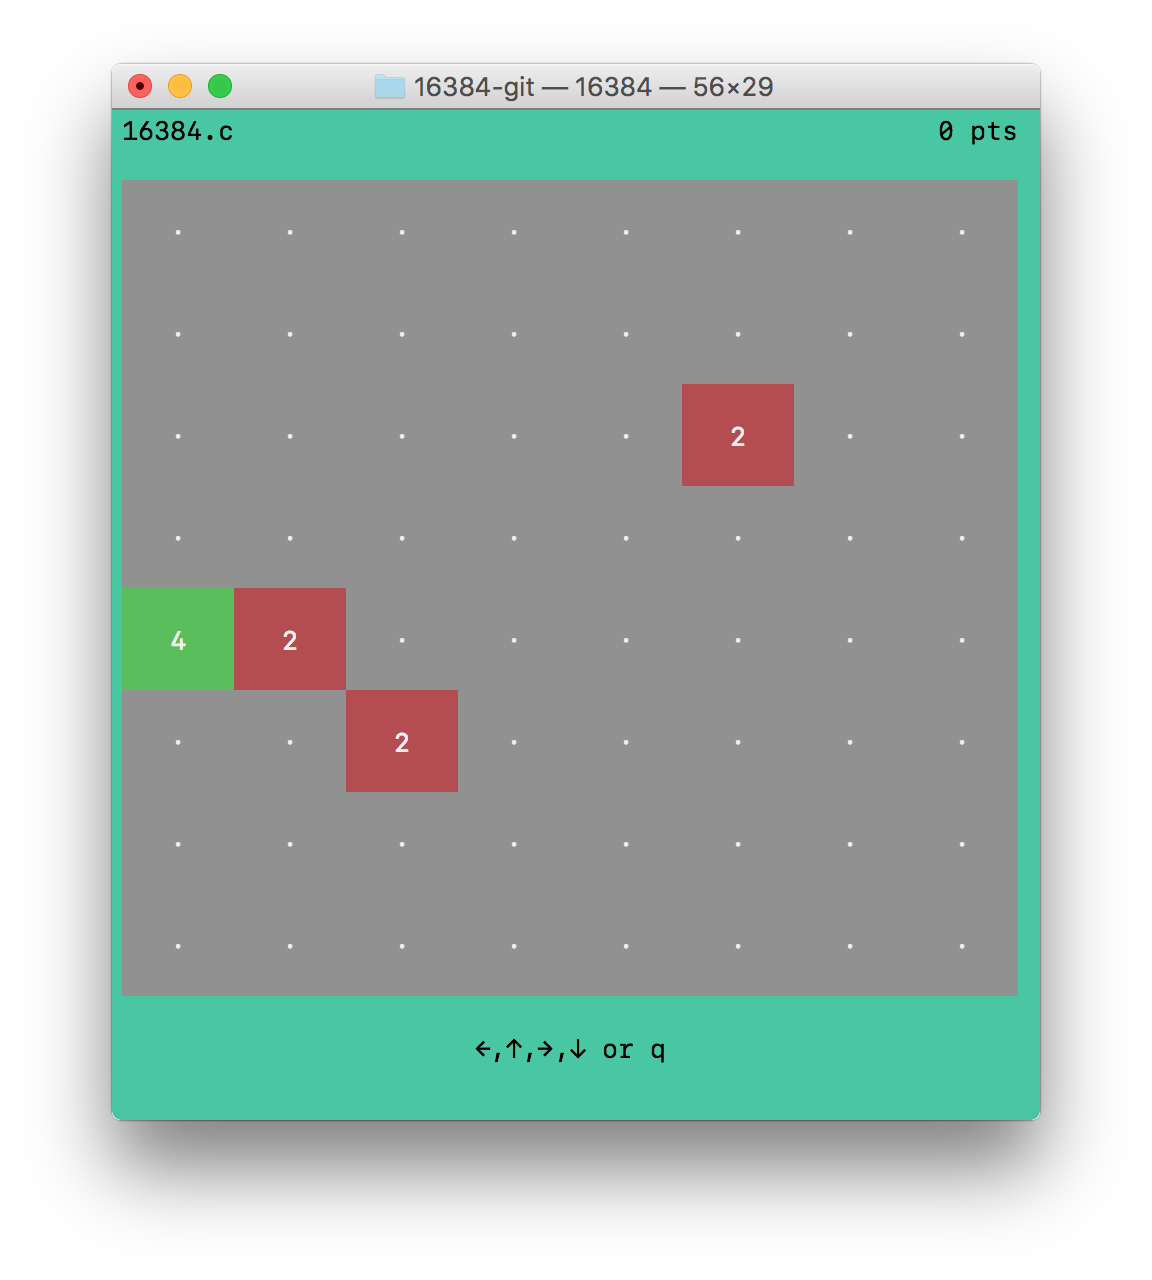 16384-git — 16384 — 56×29
16384.c 0 pts
2
4 2
2
←,↑,→,↓ or q